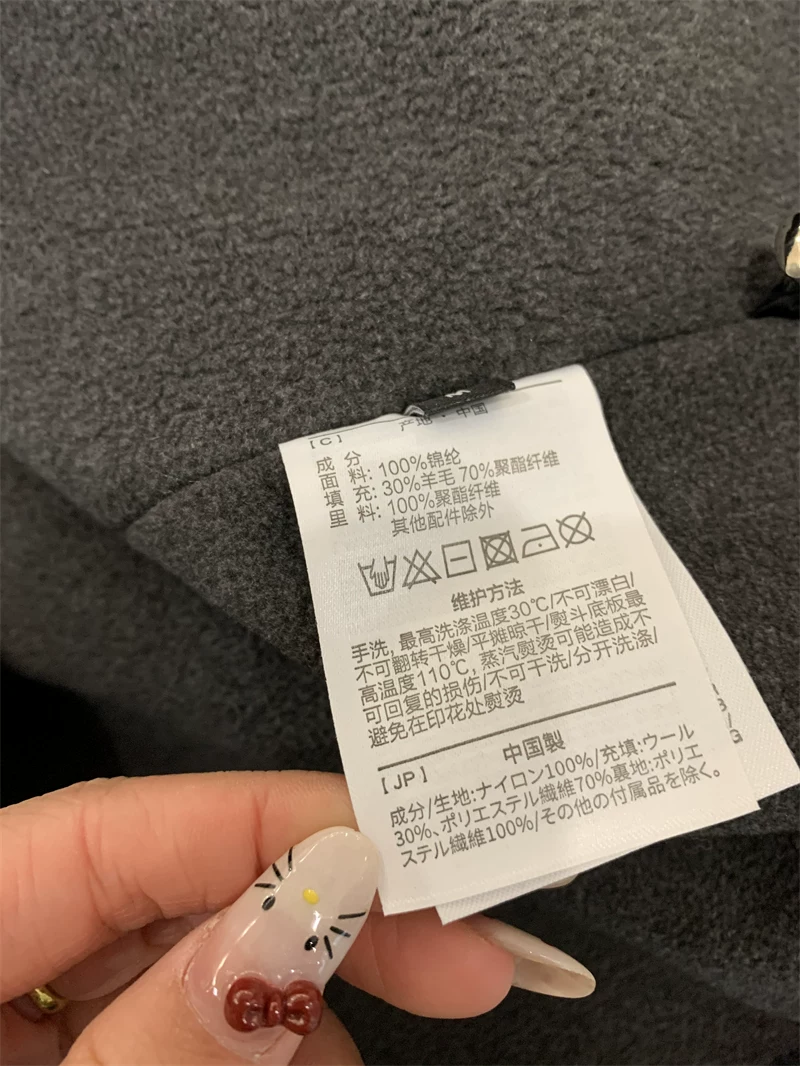 M
产地：中国
[C]
成 分
面 料: 100%锦纶
填 充: 30%羊毛 70%聚酯纤维
里 料: 100%聚酯纤维
其他配件除外
维护方法
手洗, 最高洗涤温度30℃/不可漂白/
不可翻转干燥/平摊晾干/熨斗底板最
高温度110℃, 蒸汽熨烫可能造成不
可回复的损伤/不可干洗/分开洗涤/
避免在印花处熨烫
中国製
【JP】
成分/生地:ナイロン100%/充填:ウール
30%、ポリエステル繊維70%裏地:ポリエ
ステル繊維100%/その他の付属品を除く。
/G